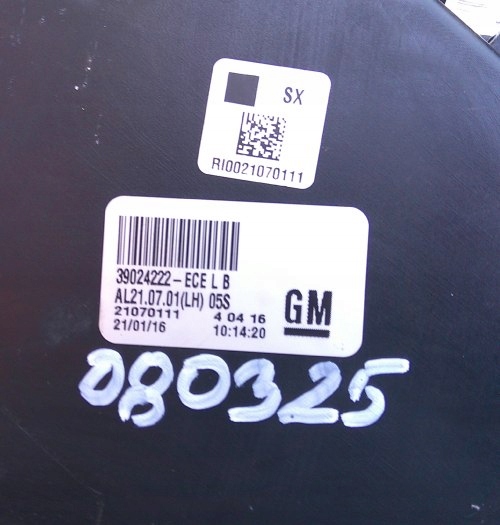 SX
RI0021070111
39024222-ECE L B
AL21.07.01(LH) 05S
21070111 4 04 16
21/01/16 10:14:20
GM
080325